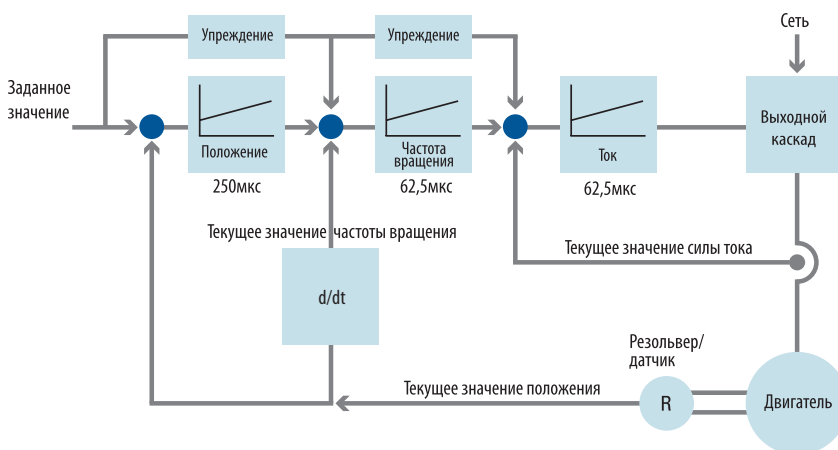 Сеть
Упреждение
Упреждение
Заданное
значение
Положение
Частота
вращения
Ток
Выходной
каскад
250мкс
62,5мкс
62,5мкс
Текущее значение частоты вращения
Текущее значение силы тока
d/dt
Резольвер/
датчик
Текущее значение положения
R
Двигатель